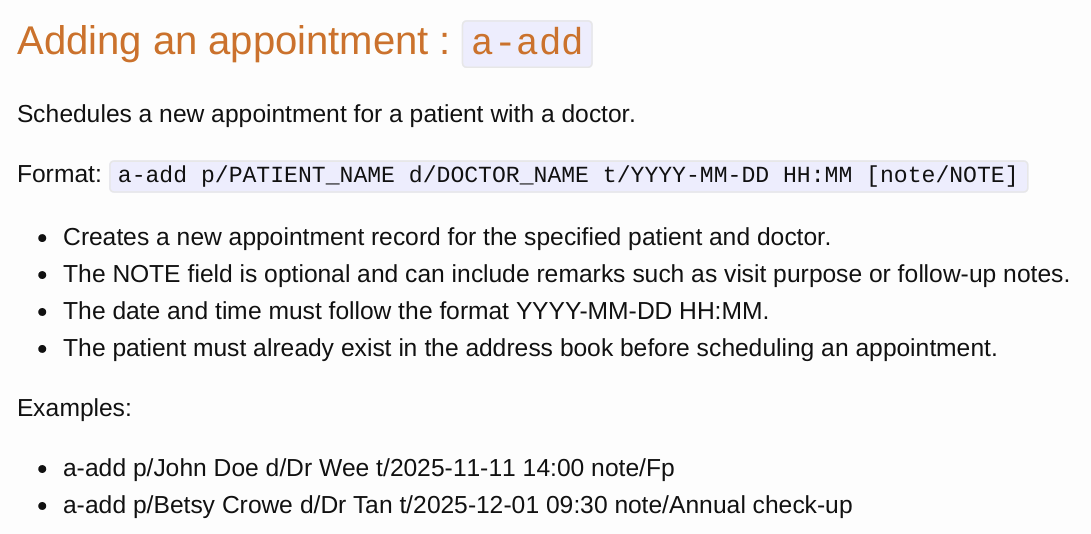 Adding an appointment : a-add
Schedules a new appointment for a patient with a doctor.
Format: a-add p/PATIENT_NAME d/DOCTOR_NAME t/YYYY-MM-DD HH:MM [note/NOTE]
• Creates a new appointment record for the specified patient and doctor.
• The NOTE field is optional and can include remarks such as visit purpose or follow-up notes.
• The date and time must follow the format YYYY-MM-DD HH:MM.
• The patient must already exist in the address book before scheduling an appointment.
Examples:
• a-add p/John Doe d/Dr Wee t/2025-11-11 14:00 note/Fp
• a-add p/Betsy Crowe d/Dr Tan t/2025-12-01 09:30 note/Annual check-up